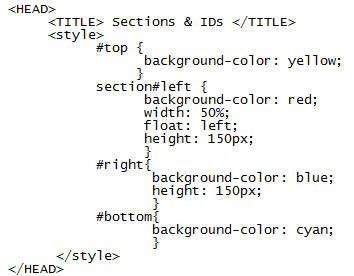 <HEAD>
<TITLE> Sections & IDs </TITLE>
<style>
#top {
background-color: yellow;
}
section#left {
background-color: red;
width: 50%;
float: left;
height: 150px;
}
#right{
background-color: blue;
height: 150px;
}
#bottom{
background-color: cyan;
}
</style>
</HEAD>